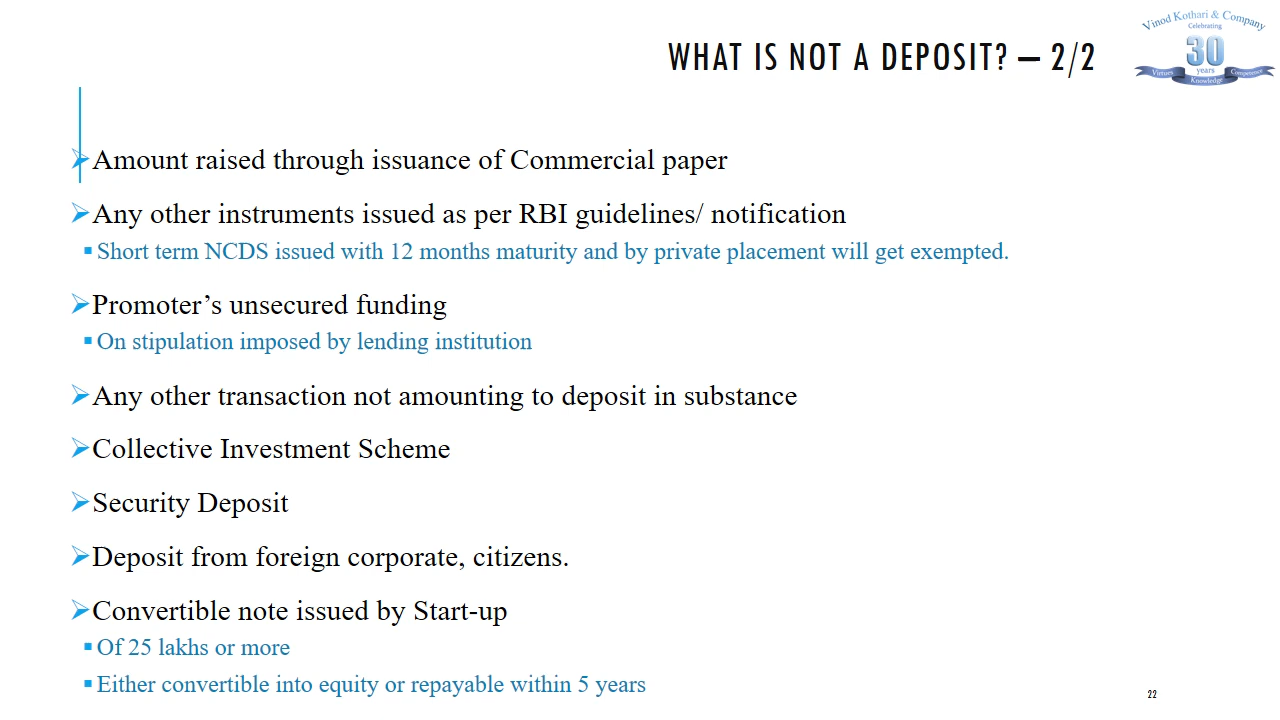 WHAT IS NOT A DEPOSIT? – 2/2
Vinod Kothari & Company
Celebrating
30
years
Virtues
Knowledge
Competence
➢Amount raised through issuance of Commercial paper
➢Any other instruments issued as per RBI guidelines/ notification
▪Short term NCDS issued with 12 months maturity and by private placement will get exempted.
➢Promoter’s unsecured funding
▪On stipulation imposed by lending institution
➢Any other transaction not amounting to deposit in substance
➢Collective Investment Scheme
➢Security Deposit
➢Deposit from foreign corporate, citizens.
➢Convertible note issued by Start-up
▪Of 25 lakhs or more
▪Either convertible into equity or repayable within 5 years
22